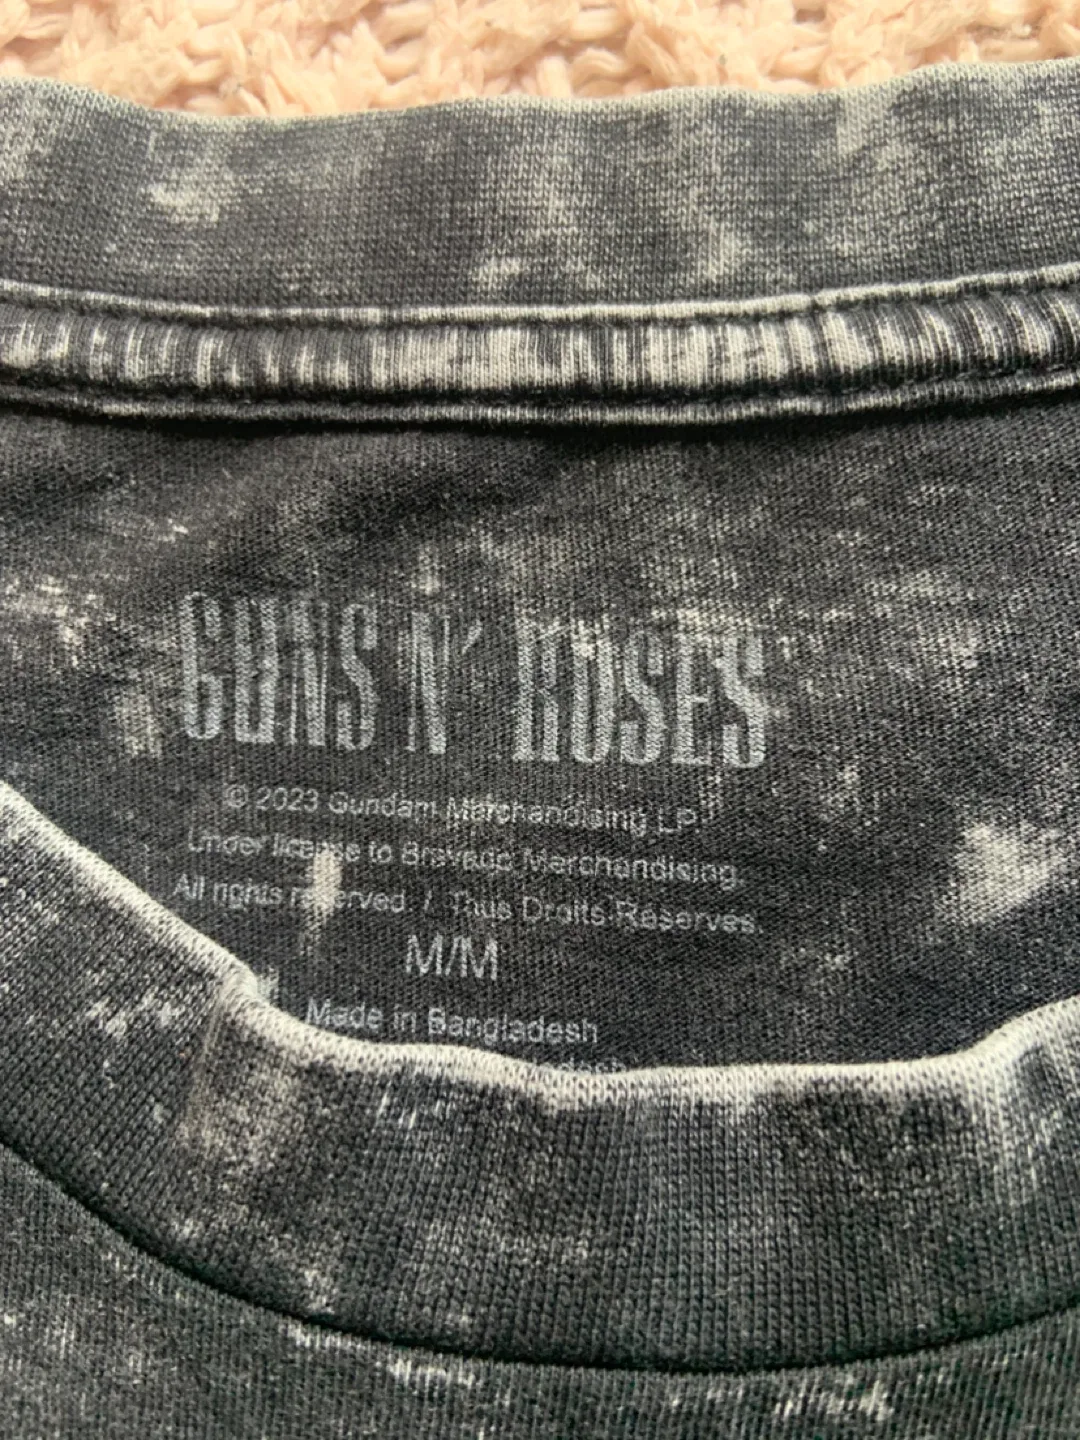 GUNS N' ROSES
© 2023 Gundam Merchandising LP.
Under license to Bravado Merchandising.
All rights reserved / Tous Droits Reserves.
M/M
Made in Bangladesh